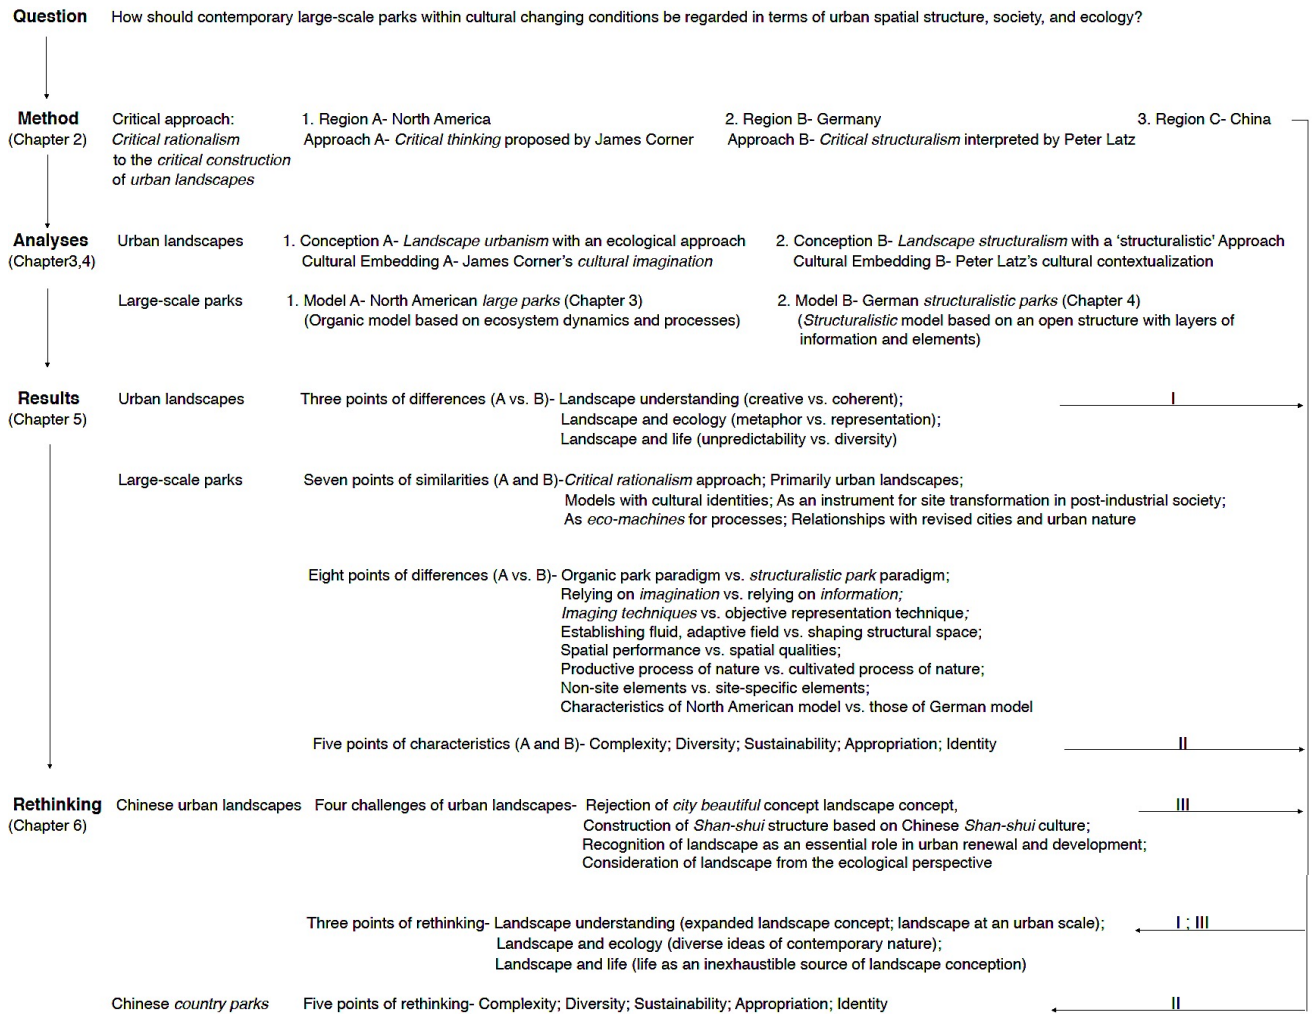 Question How should contemporary large-scale parks within cultural changing conditions be regarded in terms of urban spatial structure, society, and ecology?
Method Critical approach: 1. Region A- North America 2. Region B- Germany 3. Region C- China
(Chapter 2) Critical rationalism Approach A- Critical thinking proposed by James Corner Approach B- Critical structuralism interpreted by Peter Latz
to the critical construction
of urban landscapes
Analyses Urban landscapes 1. Conception A- Landscape urbanism with an ecological approach 2. Conception B- Landscape structuralism with a ‘structuralistic’ Approach
(Chapter3,4) Cultural Embedding A- James Corner’s cultural imagination Cultural Embedding B- Peter Latz’s cultural contextualization
Large-scale parks 1. Model A- North American large parks (Chapter 3) 2. Model B- German structuralistic parks (Chapter 4)
(Organic model based on ecosystem dynamics and processes) (Structuralistic model based on an open structure with layers of
information and elements)
Results Urban landscapes Three points of differences (A vs. B)- Landscape understanding (creative vs. coherent); I
(Chapter 5) Landscape and ecology (metaphor vs. representation);
Landscape and life (unpredictability vs. diversity)
Large-scale parks Seven points of similarities (A and B)-Critical rationalism approach; Primarily urban landscapes;
Models with cultural identities; As an instrument for site transformation in post-industrial society;
As eco-machines for processes; Relationships with revised cities and urban nature
Eight points of differences (A vs. B)- Organic park paradigm vs. structuralistic park paradigm;
Relying on imagination vs. relying on information;
Imaging techniques vs. objective representation technique;
Establishing fluid, adaptive field vs. shaping structural space;
Spatial performance vs. spatial qualities;
Productive process of nature vs. cultivated process of nature;
Non-site elements vs. site-specific elements;
Characteristics of North American model vs. those of German model
Five points of characteristics (A and B)- Complexity; Diversity; Sustainability; Appropriation; Identity II
Rethinking Chinese urban landscapes Four challenges of urban landscapes- Rejection of city beautiful concept landscape concept, III
(Chapter 6) Construction of Shan-shui structure based on Chinese Shan-shui culture;
Recognition of landscape as an essential role in urban renewal and development;
Consideration of landscape from the ecological perspective
Three points of rethinking- Landscape understanding (expanded landscape concept; landscape at an urban scale); I ; III
Landscape and ecology (diverse ideas of contemporary nature);
Landscape and life (life as an inexhaustible source of landscape conception)
Chinese country parks Five points of rethinking- Complexity; Diversity; Sustainability; Appropriation; Identity II